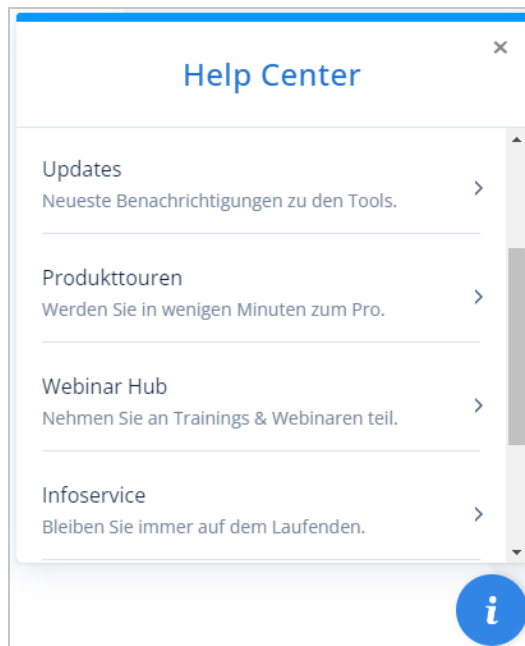 Help Center
Updates
Neueste Benachrichtigungen zu den Tools.
Produkttouren
Werden Sie in wenigen Minuten zum Pro.
Webinar Hub
Nehmen Sie an Trainings & Webinaren teil.
Infoservice
Bleiben Sie immer auf dem Laufenden.
i